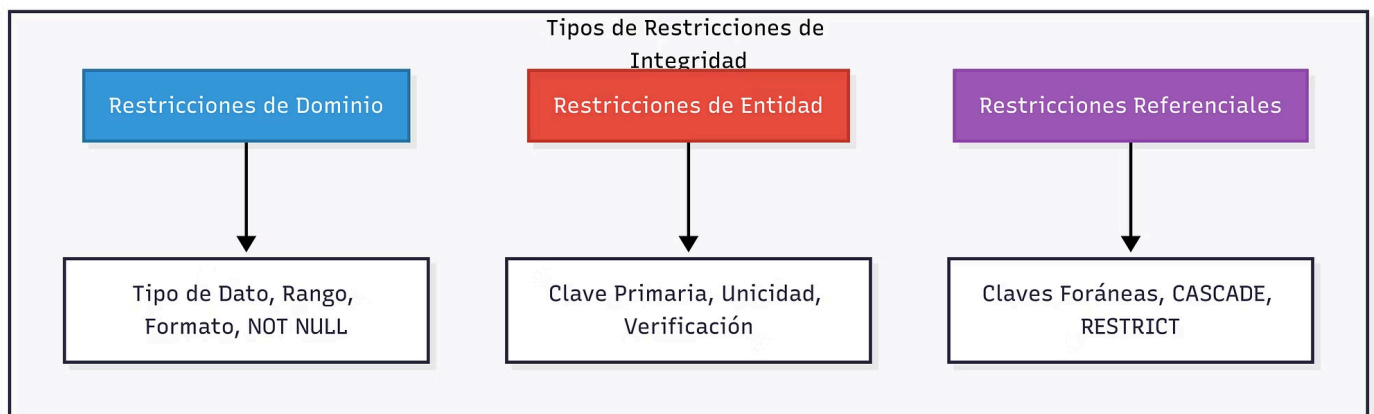 Tipos de Restricciones de
Integridad
Restricciones de Dominio
Restricciones de Entidad
Restricciones Referenciales
Tipo de Dato, Rango,
Formato, NOT NULL
Clave Primaria, Unicidad,
Verificación
Claves Foráneas, CASCADE,
RESTRICT